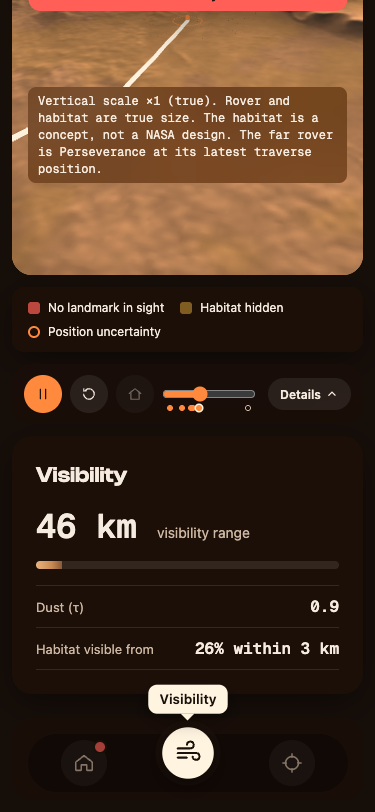 Vertical scale ×1 (true). Rover and
habitat are true size. The habitat is a
concept, not a NASA design. The far rover
is Perseverance at its latest traverse
position.
No landmark in sight
Habitat hidden
Position uncertainty
Details
Visibility
46 km
visibility range
Dust (τ)
0.9
Habitat visible from
26% within 3 km
Visibility